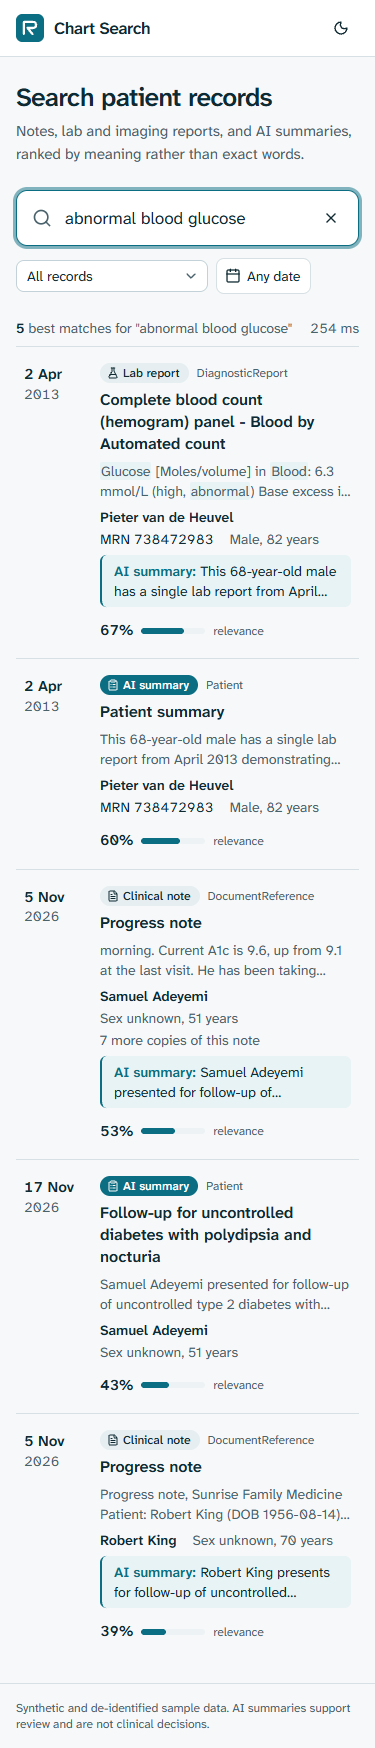 Chart Search
Search patient records
Notes, lab and imaging reports, and AI summaries,
ranked by meaning rather than exact words.
abnormal blood glucose
All records
Any date
5 best matches for "abnormal blood glucose" 254 ms
2 Apr
2013
Lab report DiagnosticReport
Complete blood count
(hemogram) panel - Blood by
Automated count
Glucose [Moles/volume] in Blood: 6.3
mmol/L (high, abnormal) Base excess i...
Pieter van de Heuvel
MRN 738472983 Male, 82 years
AI summary: This 68-year-old male
has a single lab report from April...
67% relevance
2 Apr
2013
AI summary Patient
Patient summary
This 68-year-old male has a single lab
report from April 2013 demonstrating...
Pieter van de Heuvel
MRN 738472983 Male, 82 years
60% relevance
5 Nov
2026
Clinical note DocumentReference
Progress note
morning. Current A1c is 9.6, up from 9.1
at the last visit. He has been taking...
Samuel Adeyemi
Sex unknown, 51 years
7 more copies of this note
AI summary: Samuel Adeyemi
presented for follow-up of...
53% relevance
17 Nov
2026
AI summary Patient
Follow-up for uncontrolled
diabetes with polydipsia and
nocturia
Samuel Adeyemi presented for follow-up
of uncontrolled type 2 diabetes with...
Samuel Adeyemi
Sex unknown, 51 years
43% relevance
5 Nov
2026
Clinical note DocumentReference
Progress note
Progress note, Sunrise Family Medicine
Patient: Robert King (DOB 1956-08-14)...
Robert King Sex unknown, 70 years
AI summary: Robert King presents
for follow-up of uncontrolled...
39% relevance
Synthetic and de-identified sample data. AI summaries support
review and are not clinical decisions.